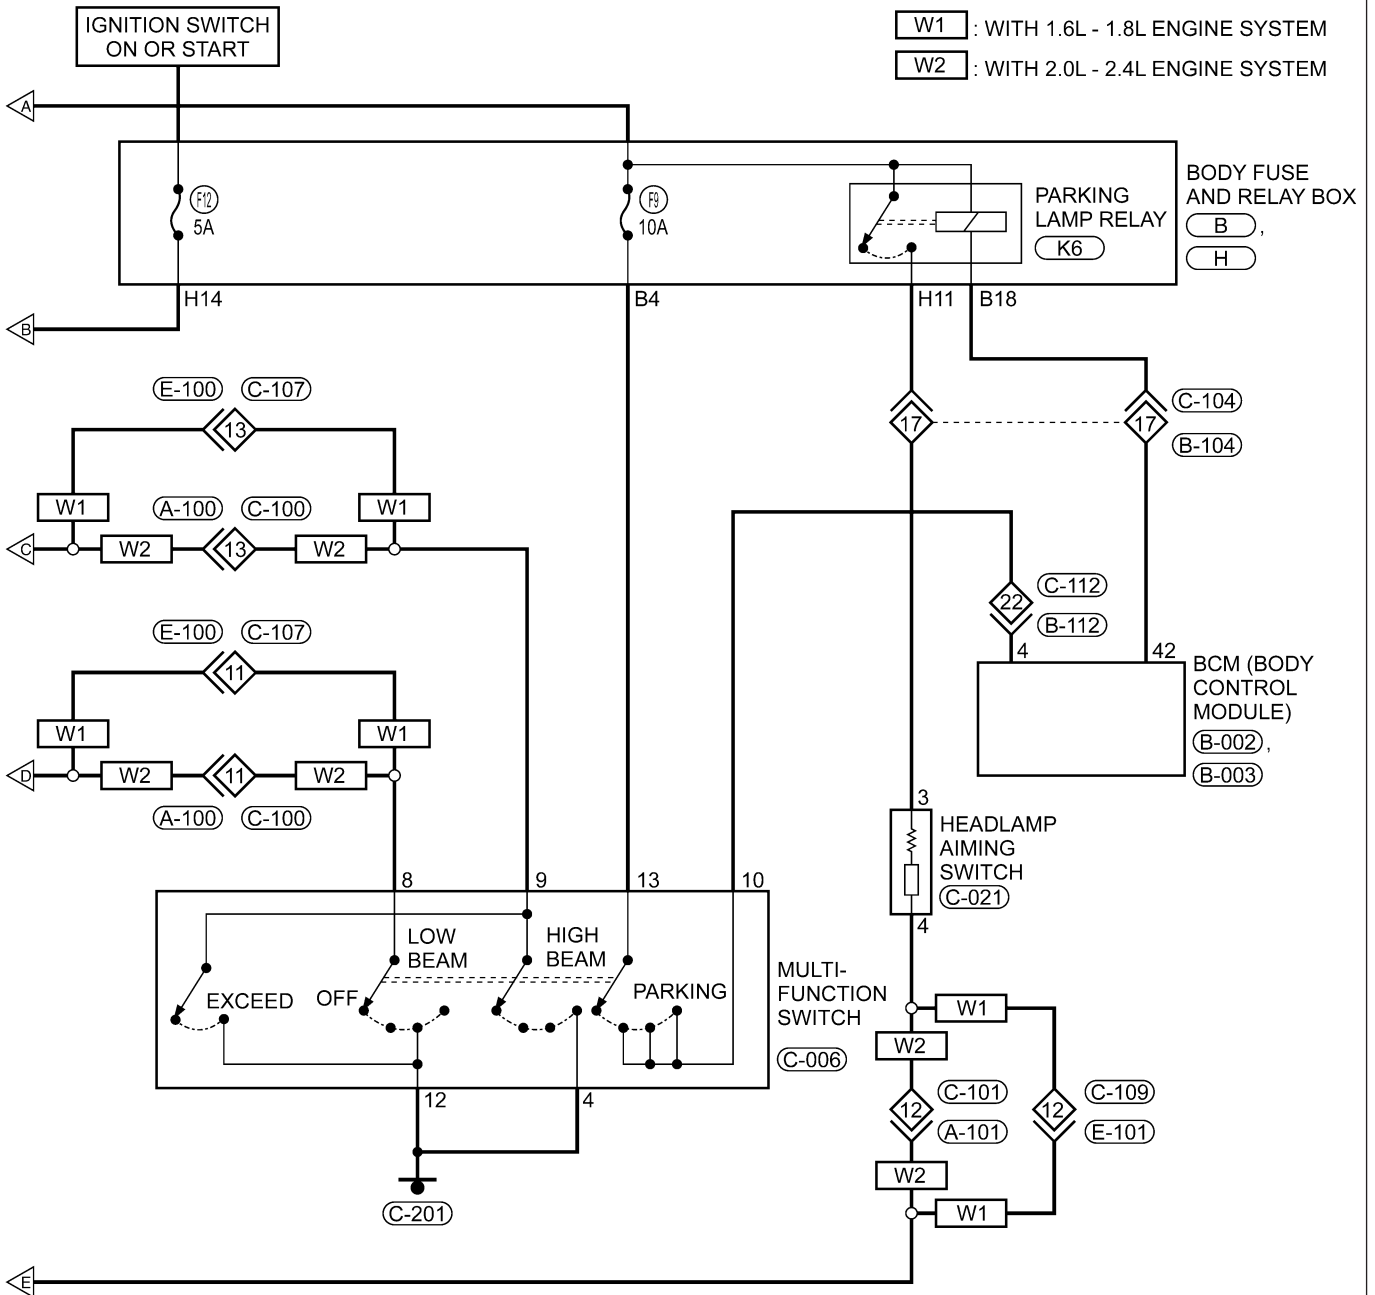 IGNITION SWITCH
ON OR START
W1 : WITH 1.6L - 1.8L ENGINE SYSTEM
W2 : WITH 2.0L - 2.4L ENGINE SYSTEM
A
F12
5A
F9
10A
PARKING
LAMP RELAY
K6
BODY FUSE
AND RELAY BOX
B ,
H
H14
B4
H11
B18
B
E-100
C-107
13
W1
W1
A-100
C-100
C
W2
13
W2
17
17
C-104
B-104
22
C-112
B-112
4
42
BCM (BODY
CONTROL
MODULE)
B-002 ,
B-003
E-100
C-107
11
W1
W1
D
W2
11
W2
A-100
C-100
3
HEADLAMP
AIMING
SWITCH
C-021
4
8
9
13
10
LOW
BEAM
HIGH
BEAM
EXCEED
OFF
PARKING
MULTI-
FUNCTION
SWITCH
C-006
12
4
C-201
W1
W2
12
C-101
A-101
12
C-109
E-101
W2
W1
E